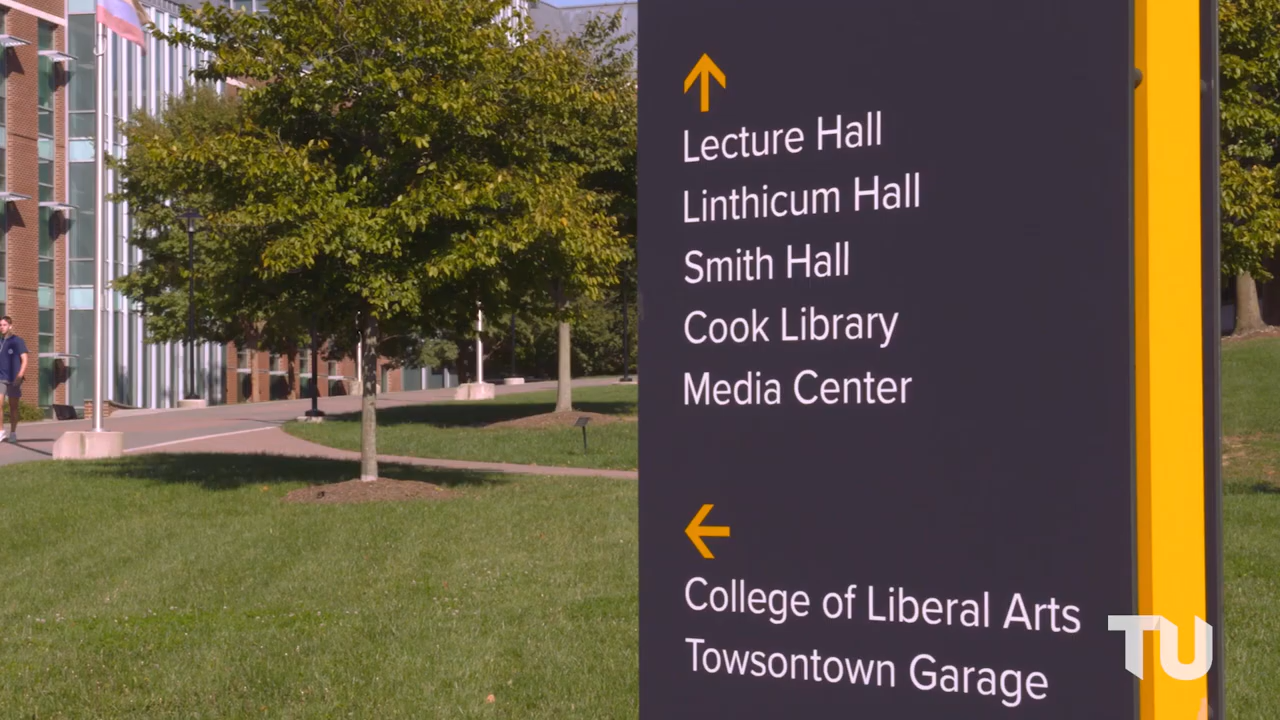 Lecture Hall
Linthicum Hall
Smith Hall
Cook Library
Media Center
College of Liberal Arts
Towsontown Garage
TU